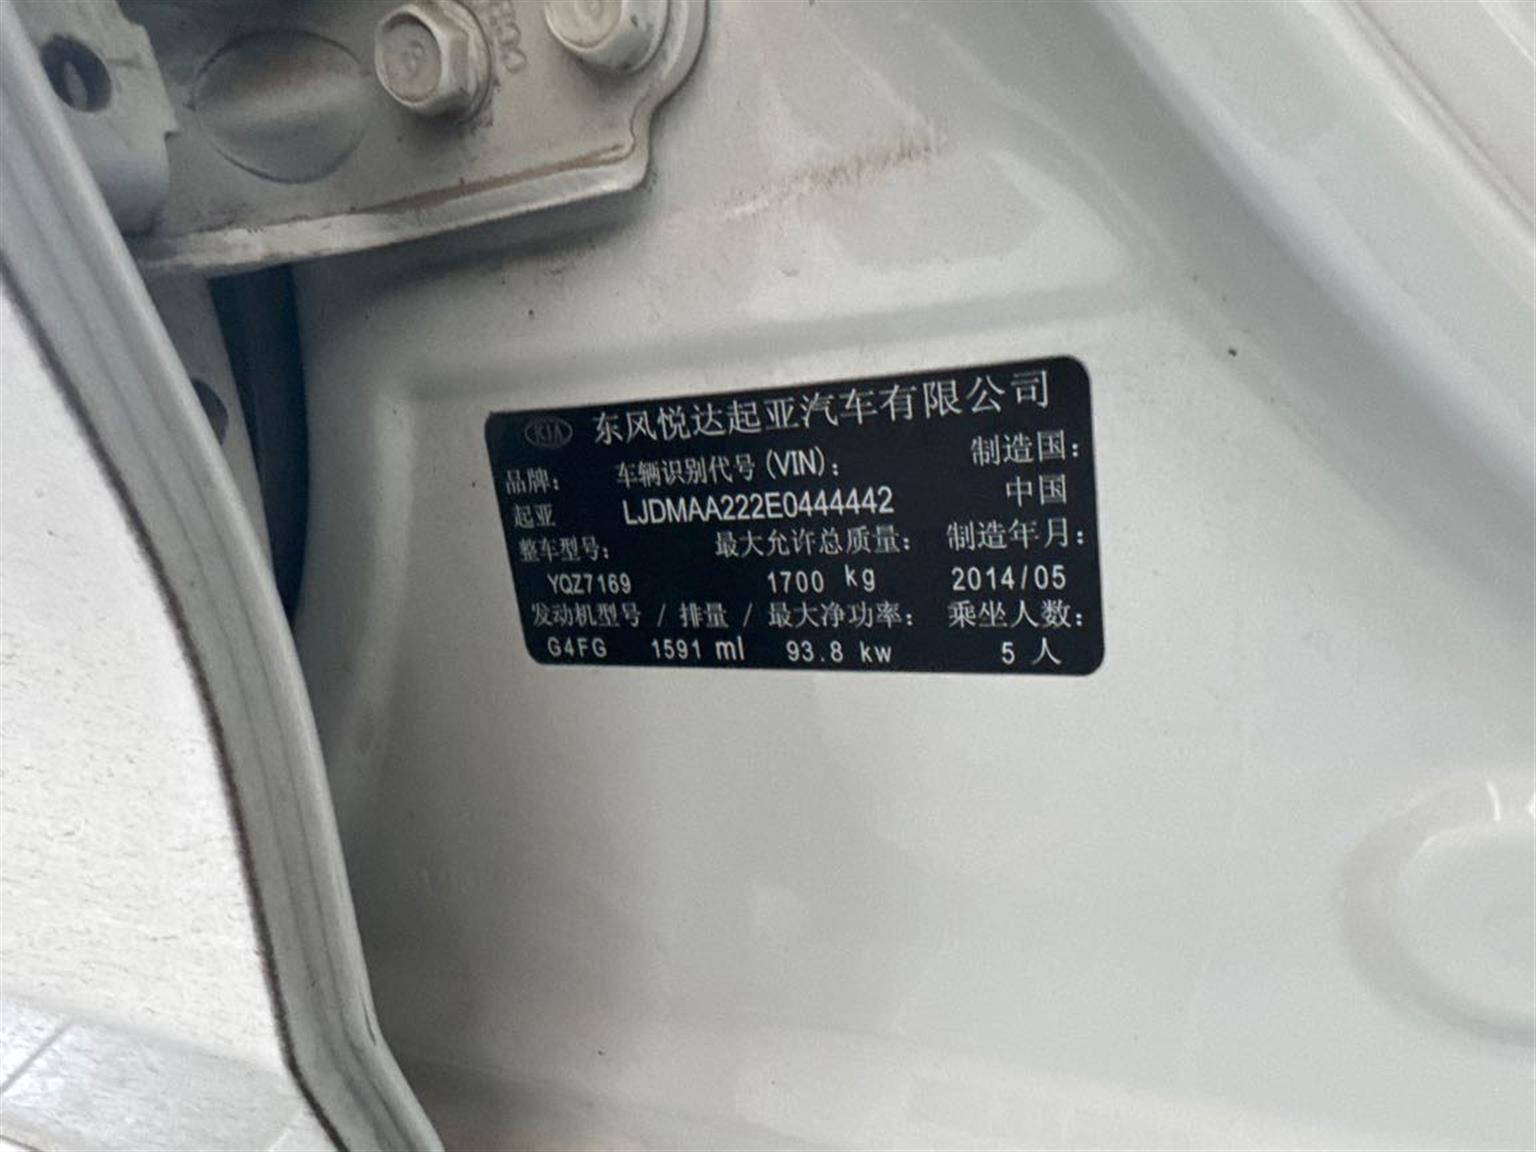 KIA 东风悦达起亚汽车有限公司
品牌： 车辆识别代号(VIN)： 制造国：
起亚 LJDMAA222E0444442 中国
整车型号： 最大允许总质量： 制造年月：
YQZ7169 1700 kg 2014/05
发动机型号 / 排量 / 最大净功率： 乘坐人数：
G4FG 1591 ml 93.8 kw 5 人